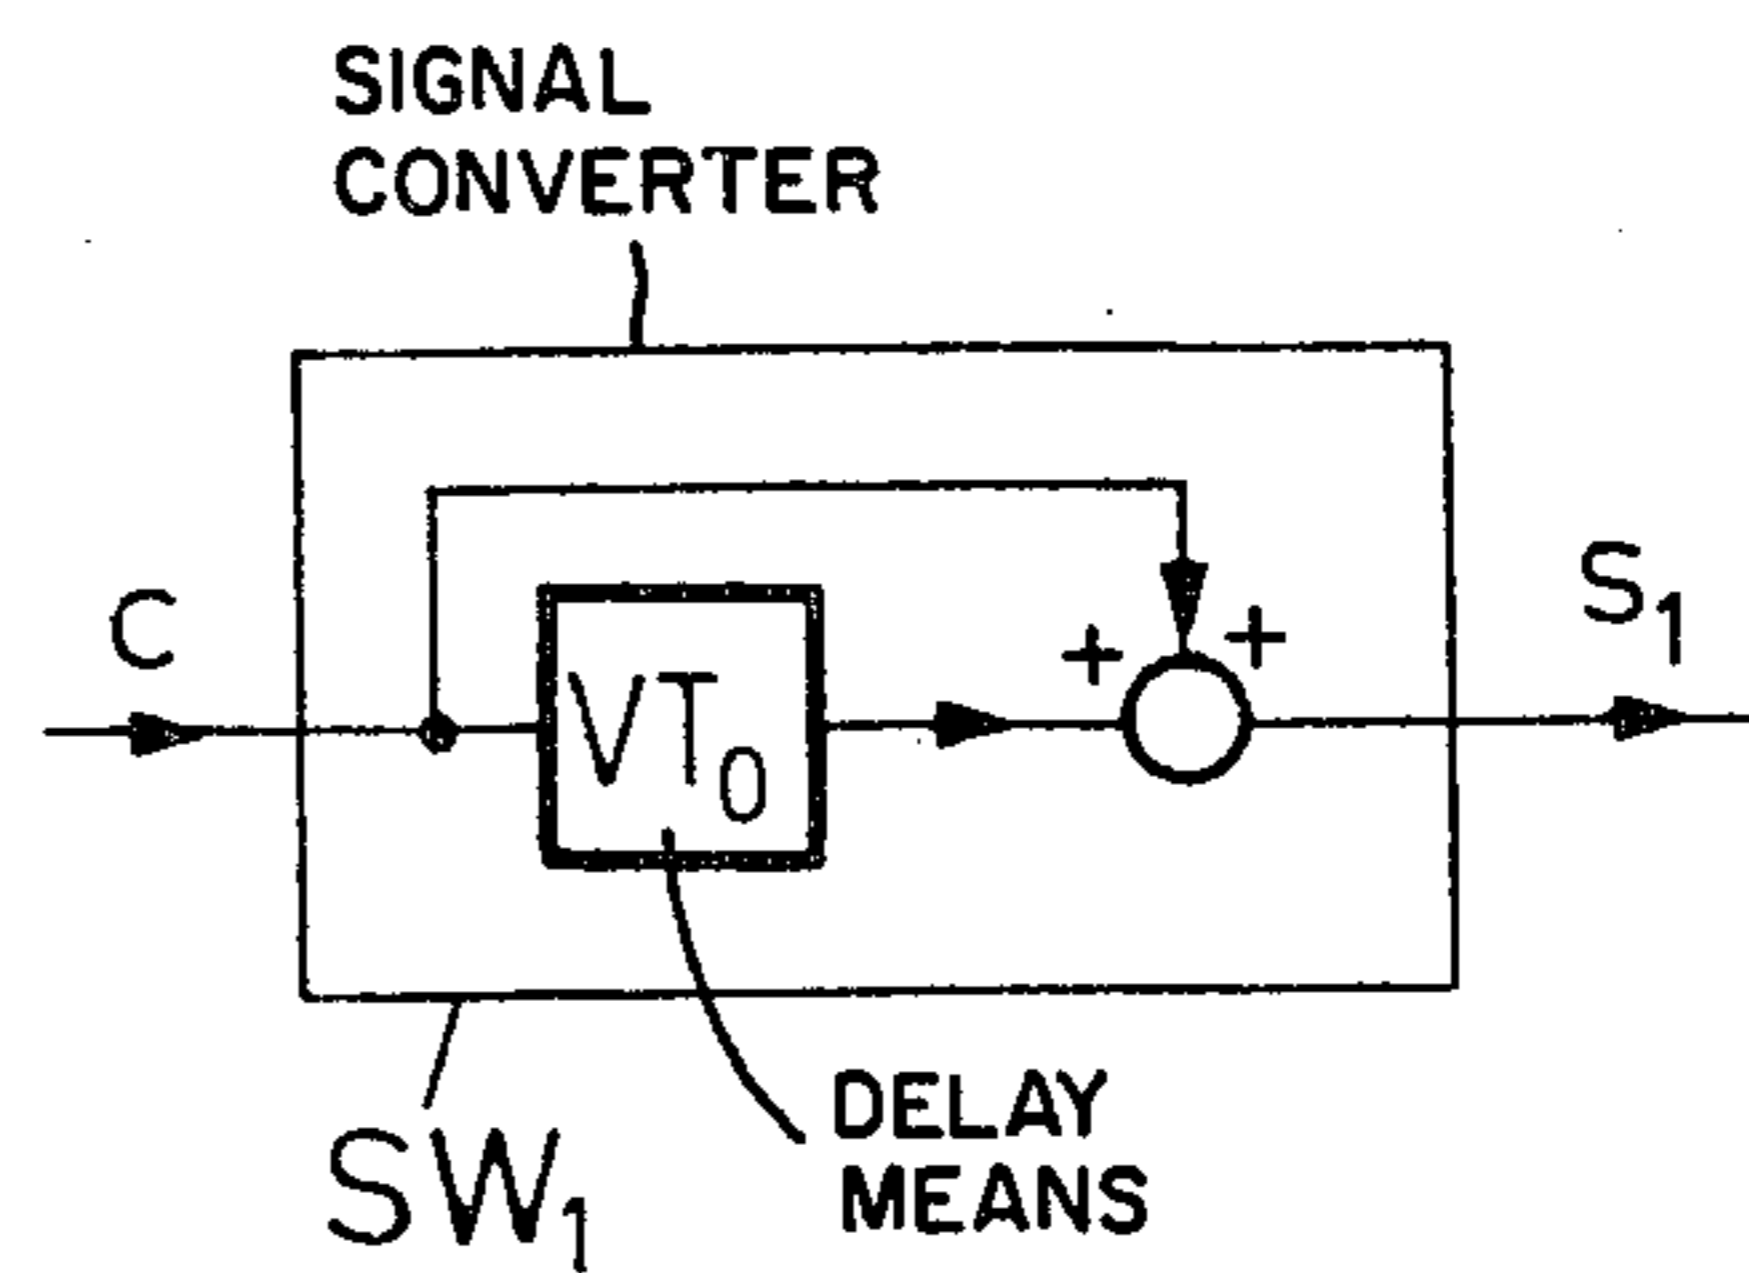 SIGNAL
CONVERTER
C
VT₀
+ +
S₁
SW₁
DELAY
MEANS